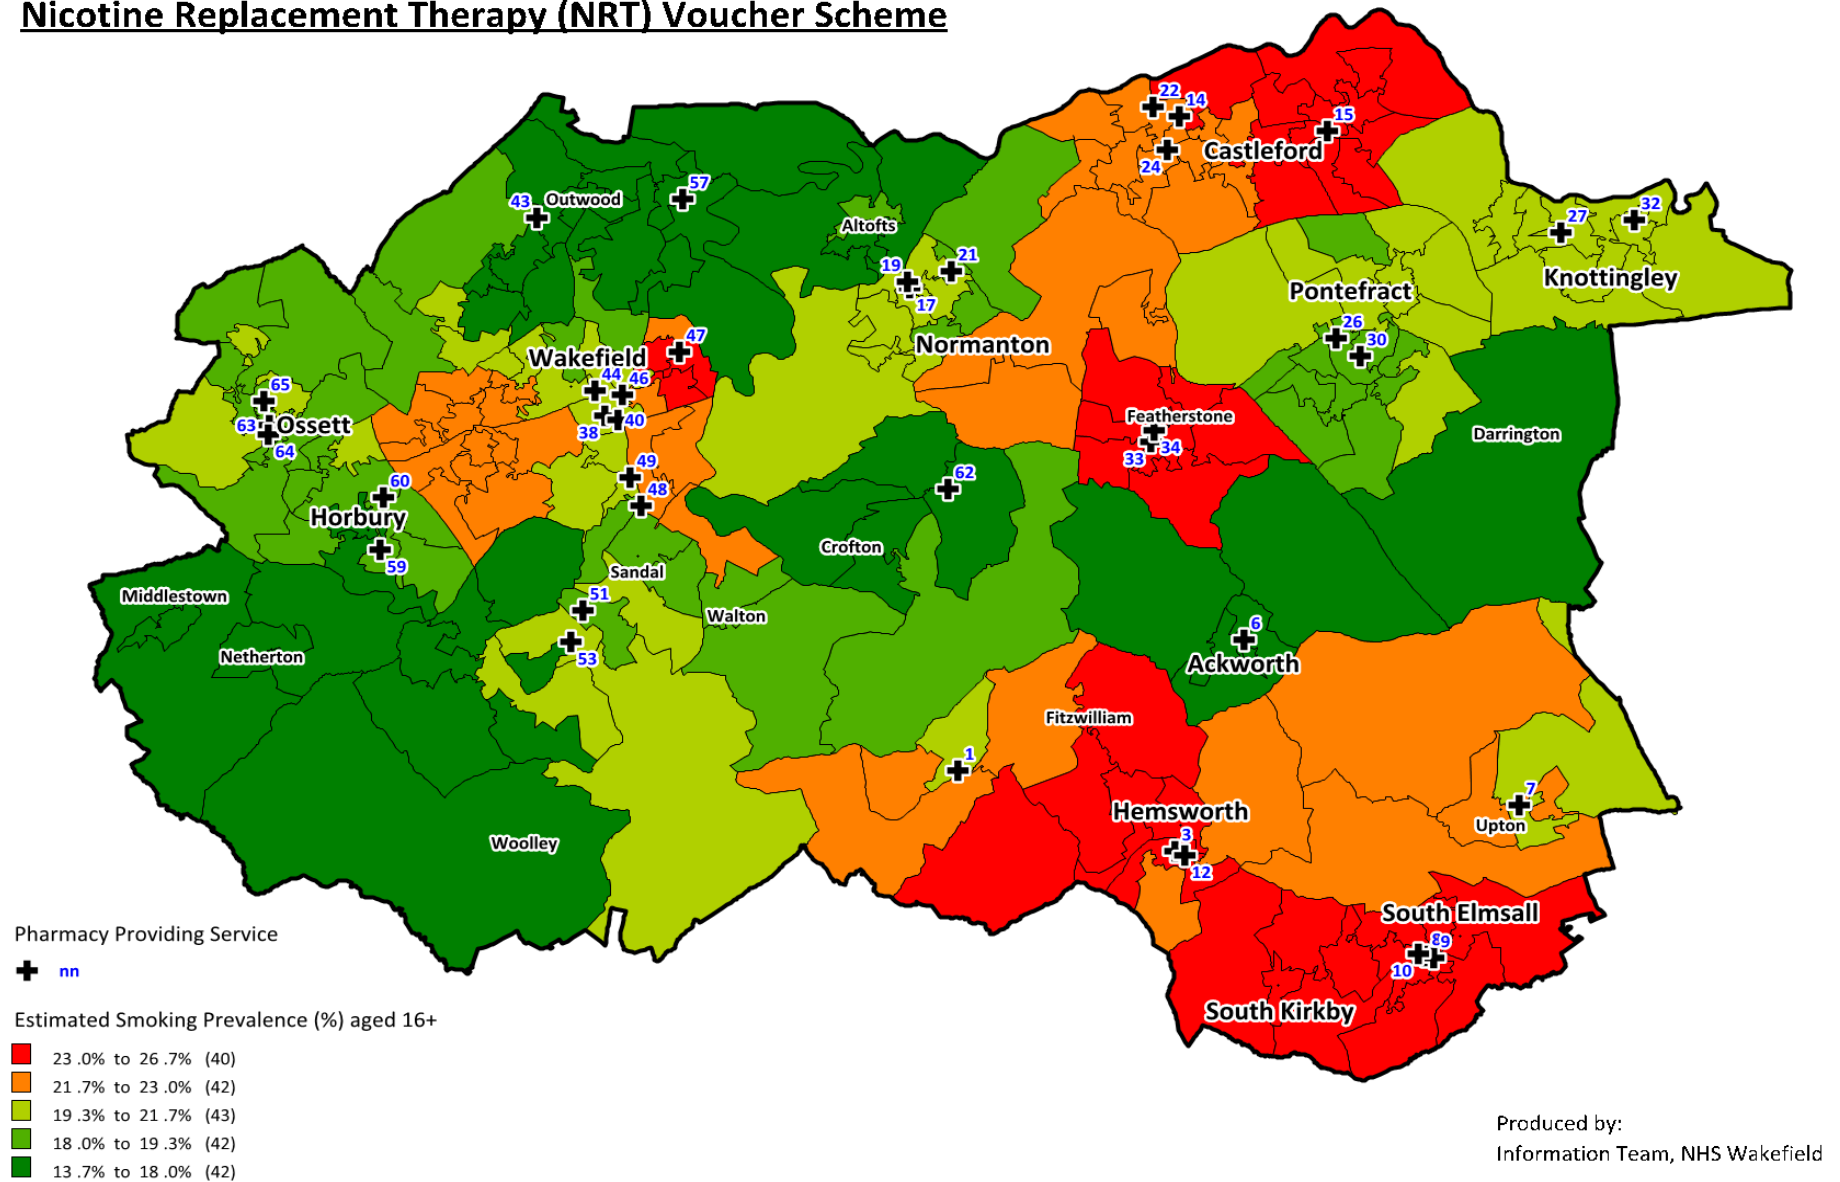 Nicotine Replacement Therapy (NRT) Voucher Scheme
22
14
15
24
Castleford
57
43
Outwood
32
27
Altofts
19
21
17
Knottingley
Pontefract
26
30
47
Wakefield
Normanton
44
46
65
63
Ossett
64
38
40
Featherstone
33
34
Darrington
49
48
62
60
Horbury
59
Crofton
Sandal
Middlestown
51
Walton
53
Netherton
6
Ackworth
Fitzwilliam
1
7
Upton
Hemsworth
3
12
Woolley
South Elmsall
8
9
10
South Kirkby
Pharmacy Providing Service
nn
Estimated Smoking Prevalence (%) aged 16+
23 .0% to 26 .7% (40)
21 .7% to 23 .0% (42)
19 .3% to 21 .7% (43)
18 .0% to 19 .3% (42)
13 .7% to 18 .0% (42)
Produced by:
Information Team, NHS Wakefield